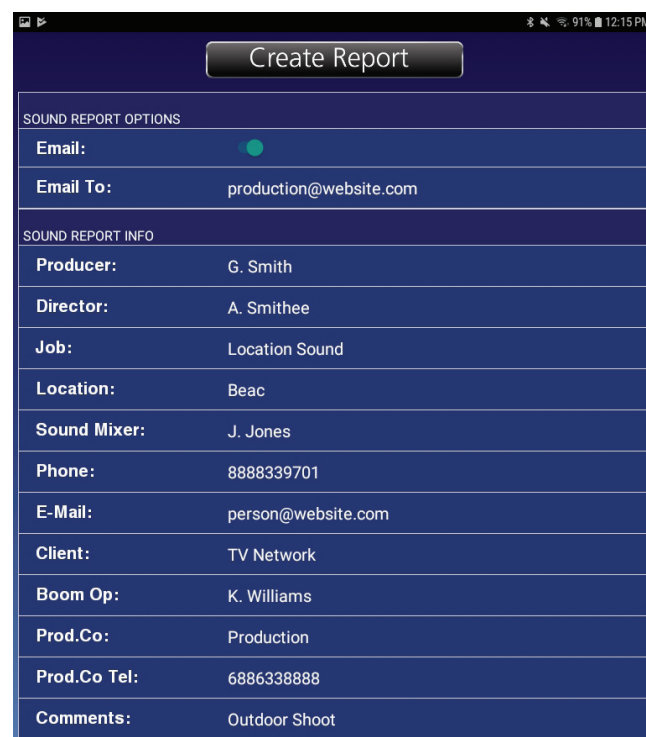 91% 12:15 PM
Create Report
SOUND REPORT OPTIONS
Email:
Email To: production@website.com
SOUND REPORT INFO
Producer: G. Smith
Director: A. Smithee
Job: Location Sound
Location: Beac
Sound Mixer: J. Jones
Phone: 8888339701
E-Mail: person@website.com
Client: TV Network
Boom Op: K. Williams
Prod.Co: Production
Prod.Co Tel: 6886338888
Comments: Outdoor Shoot